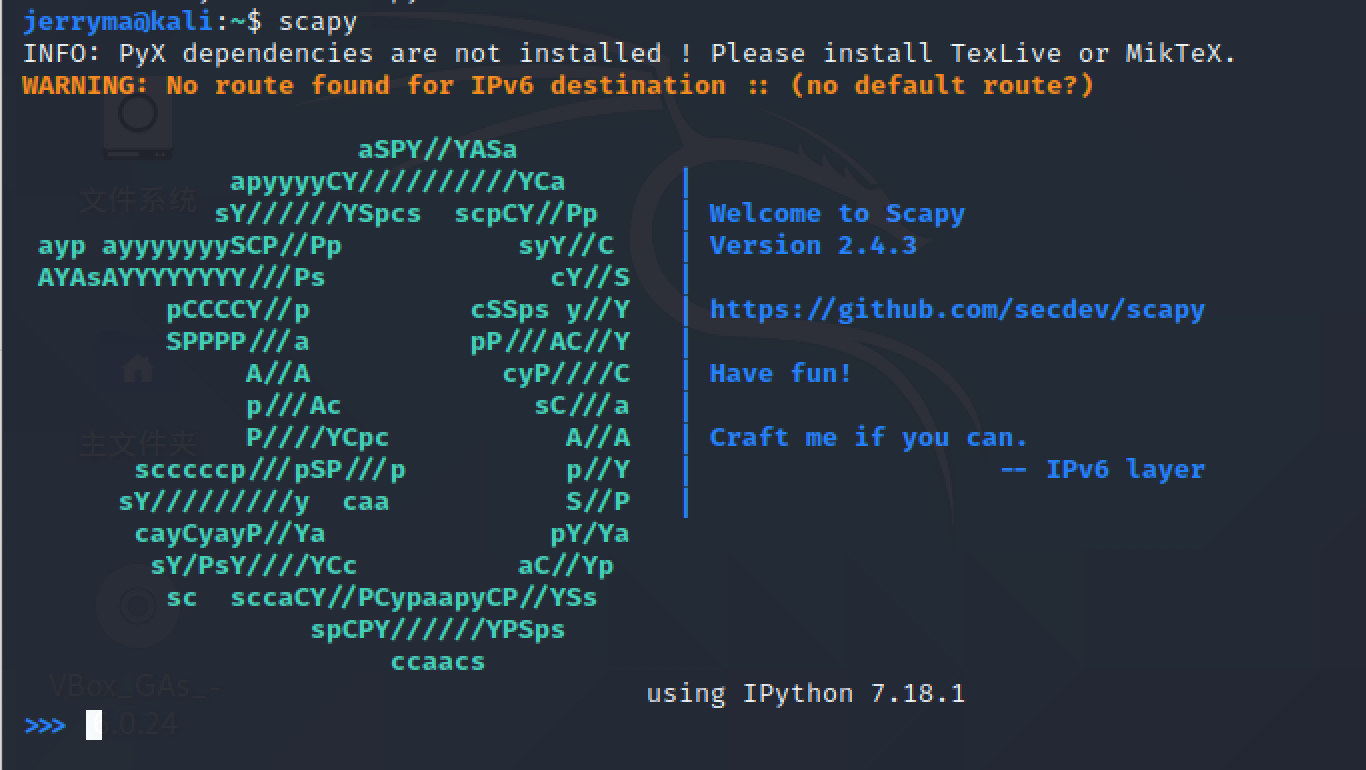 jerryma@kali:~$ scapy
INFO: PyX dependencies are not installed ! Please install TexLive or MikTeX.
WARNING: No route found for IPv6 destination :: (no default route?)
aSPY//YASa
apyyyyCY//////////YCa |
sY//////YSpcs  scpCY//Pp | Welcome to Scapy
ayp ayyyyyyySCP//Pp syY//C | Version 2.4.3
AYAsAYYYYYYYY///Ps cY//S |
pCCCCY//p cSSps y//Y | https://github.com/secdev/scapy
SPPPP///a pP///AC//Y |
A//A cyP////C | Have fun!
p///Ac sC///a |
P////YCpc A//A | Craft me if you can.
scccccp///pSP///p p//Y | -- IPv6 layer
sY/////////y  caa S//P |
cayCyayP//Ya pY/Ya
sY/PsY////YCc aC//Yp
sc  sccaCY//PCypaapyCP//YSs
spCPY//////YPSps
ccaacs
using IPython 7.18.1
>>>
文件系统
主文件夹
VBox_GAs_-
6.0.24